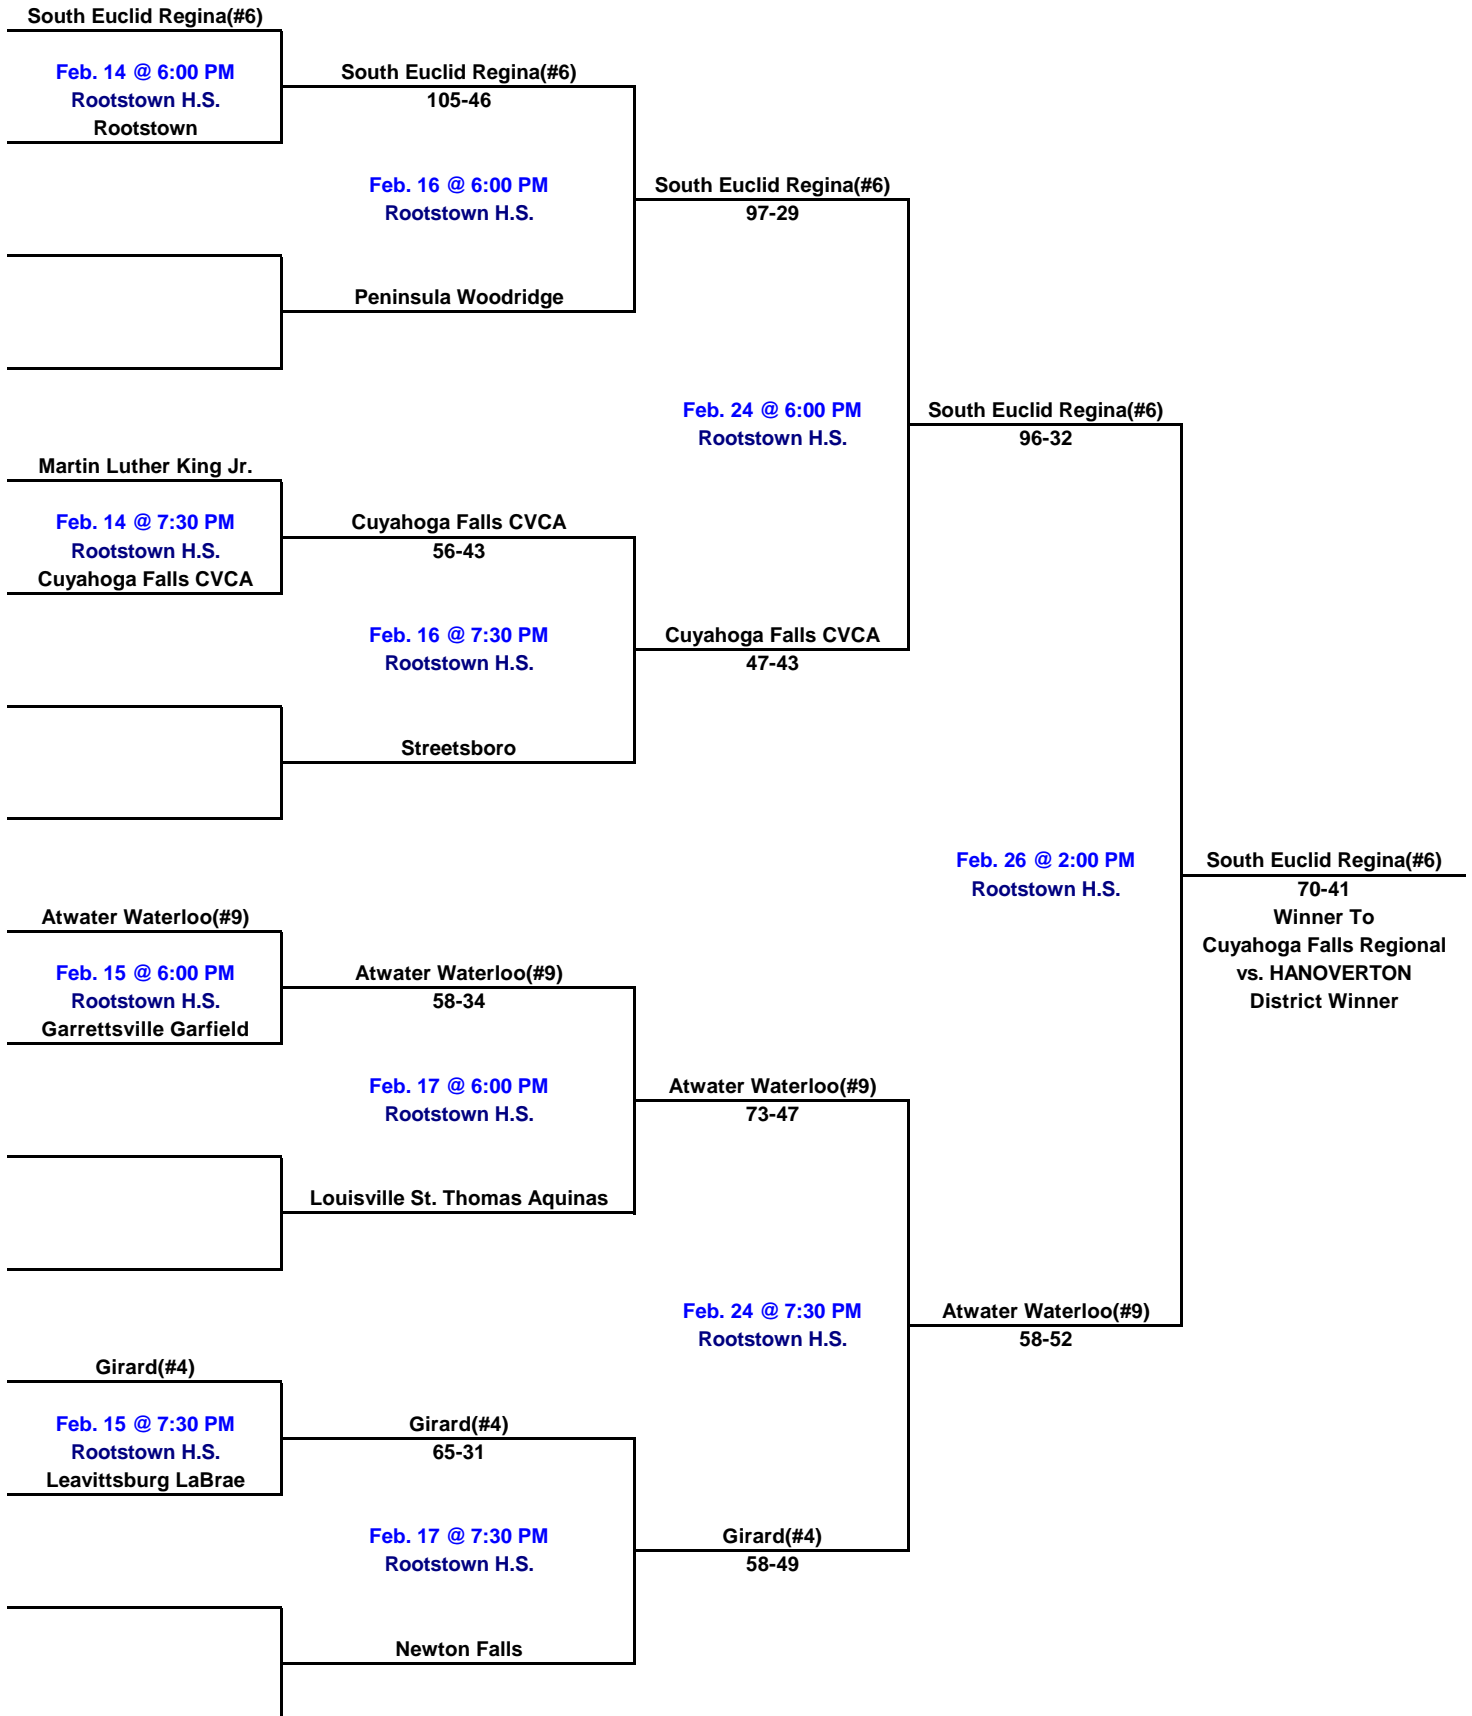 South Euclid Regina(#6)
Feb. 14 @ 6:00 PM
Rootstown H.S.
Rootstown
South Euclid Regina(#6)
105-46
Feb. 16 @ 6:00 PM
Rootstown H.S.
Peninsula Woodridge
South Euclid Regina(#6)
97-29
Feb. 24 @ 6:00 PM
Rootstown H.S.
South Euclid Regina(#6)
96-32
Martin Luther King Jr.
Feb. 14 @ 7:30 PM
Rootstown H.S.
Cuyahoga Falls CVCA
Cuyahoga Falls CVCA
56-43
Feb. 16 @ 7:30 PM
Rootstown H.S.
Streetsboro
Cuyahoga Falls CVCA
47-43
Feb. 26 @ 2:00 PM
Rootstown H.S.
South Euclid Regina(#6)
70-41
Winner To
Cuyahoga Falls Regional
vs. HANOVERTON
District Winner
Atwater Waterloo(#9)
Feb. 15 @ 6:00 PM
Rootstown H.S.
Garrettsville Garfield
Atwater Waterloo(#9)
58-34
Feb. 17 @ 6:00 PM
Rootstown H.S.
Louisville St. Thomas Aquinas
Atwater Waterloo(#9)
73-47
Feb. 24 @ 7:30 PM
Rootstown H.S.
Atwater Waterloo(#9)
58-52
Girard(#4)
Feb. 15 @ 7:30 PM
Rootstown H.S.
Leavittsburg LaBrae
Girard(#4)
65-31
Feb. 17 @ 7:30 PM
Rootstown H.S.
Newton Falls
Girard(#4)
58-49